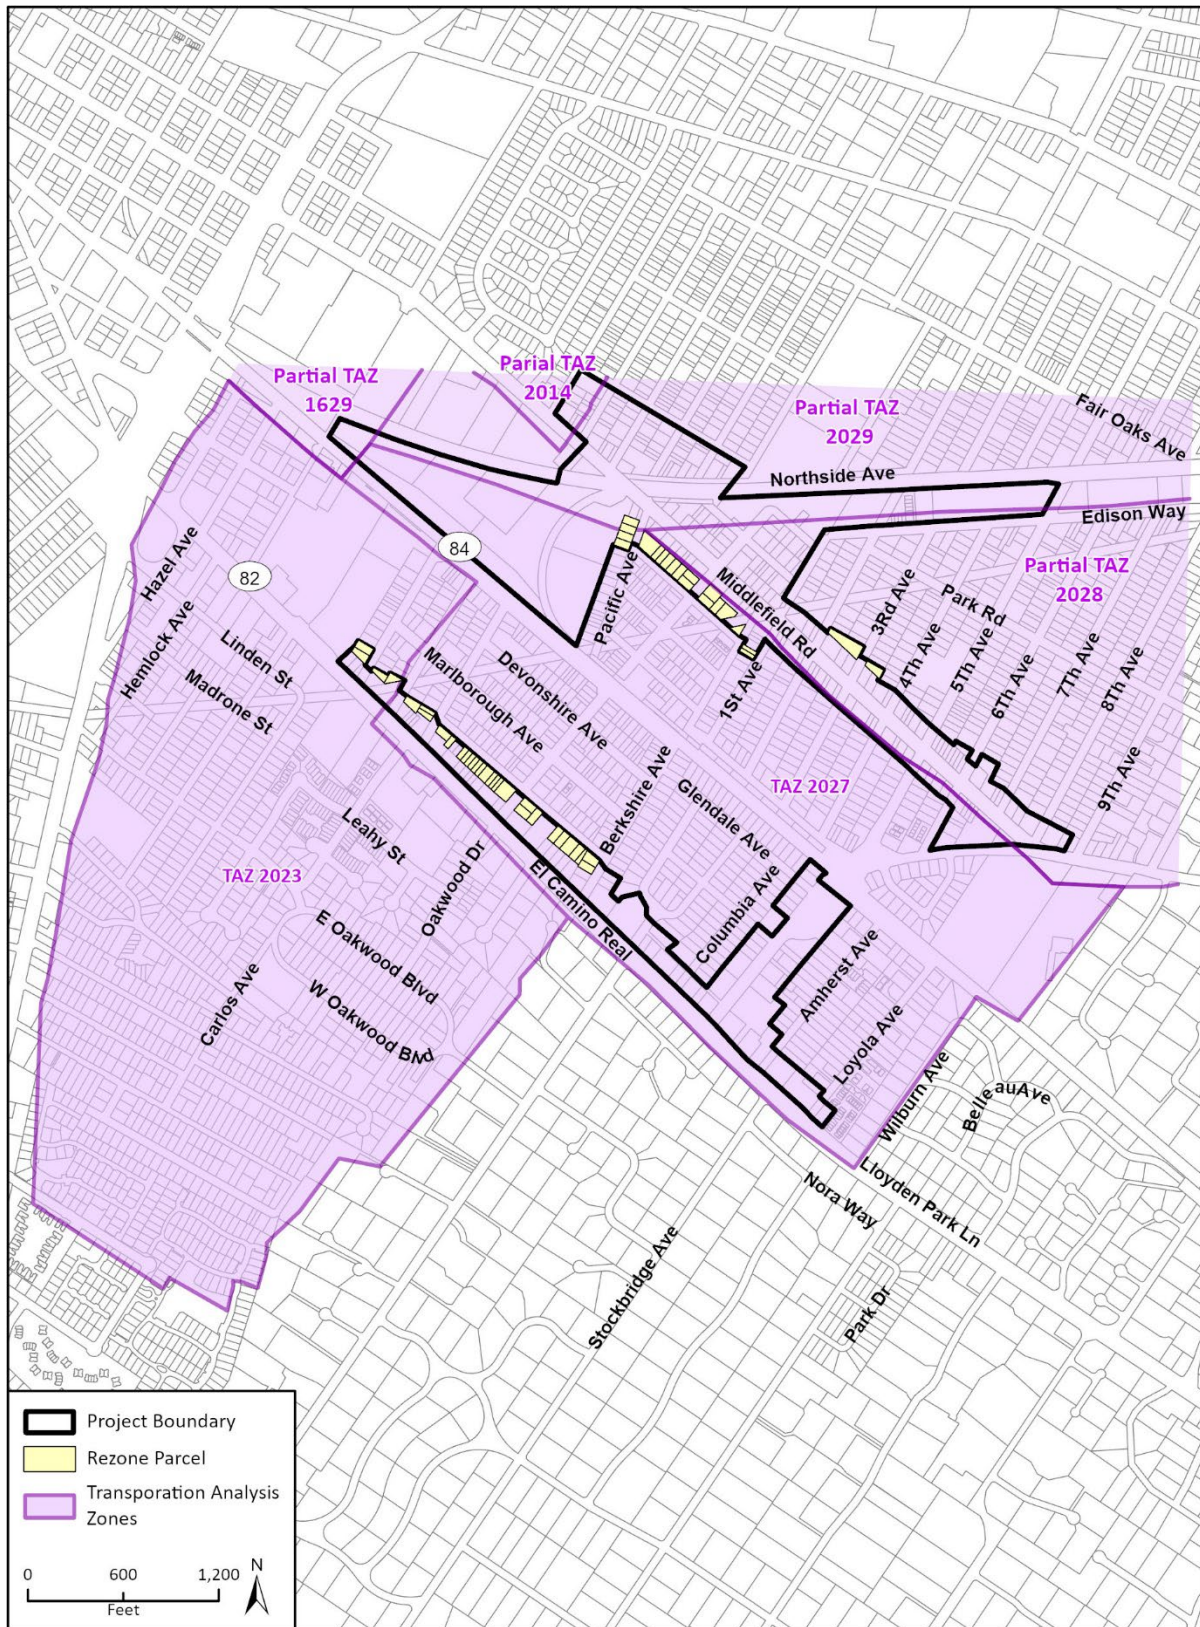 Partial TAZ
1629
Parial TAZ
2014
Partial TAZ
2029
Fair Oaks Ave
Northside Ave
Edison Way
Partial TAZ
2028
84
82
Hazel Ave
Hemlock Ave
Linden St
Madrone St
Pacific Ave
Middlefield Rd
3Rd Ave
Park Rd
4Th Ave
5Th Ave
6Th Ave
7Th Ave
8Th Ave
9Th Ave
1St Ave
Devonshire Ave
Marlborough Ave
Berkshire Ave
Glendale Ave
TAZ 2027
Leahy St
Oakwood Dr
TAZ 2023
El Camino Real
Columbia Ave
E Oakwood Blvd
W Oakwood Blvd
Carlos Ave
Amherst Ave
Loyola Ave
Wilburn Ave
Belle auAve
Lloyden Park Ln
Nora Way
Stockbridge Ave
Park Dr
Project Boundary
Rezone Parcel
Transporation Analysis
Zones
0 600 1,200
Feet
N